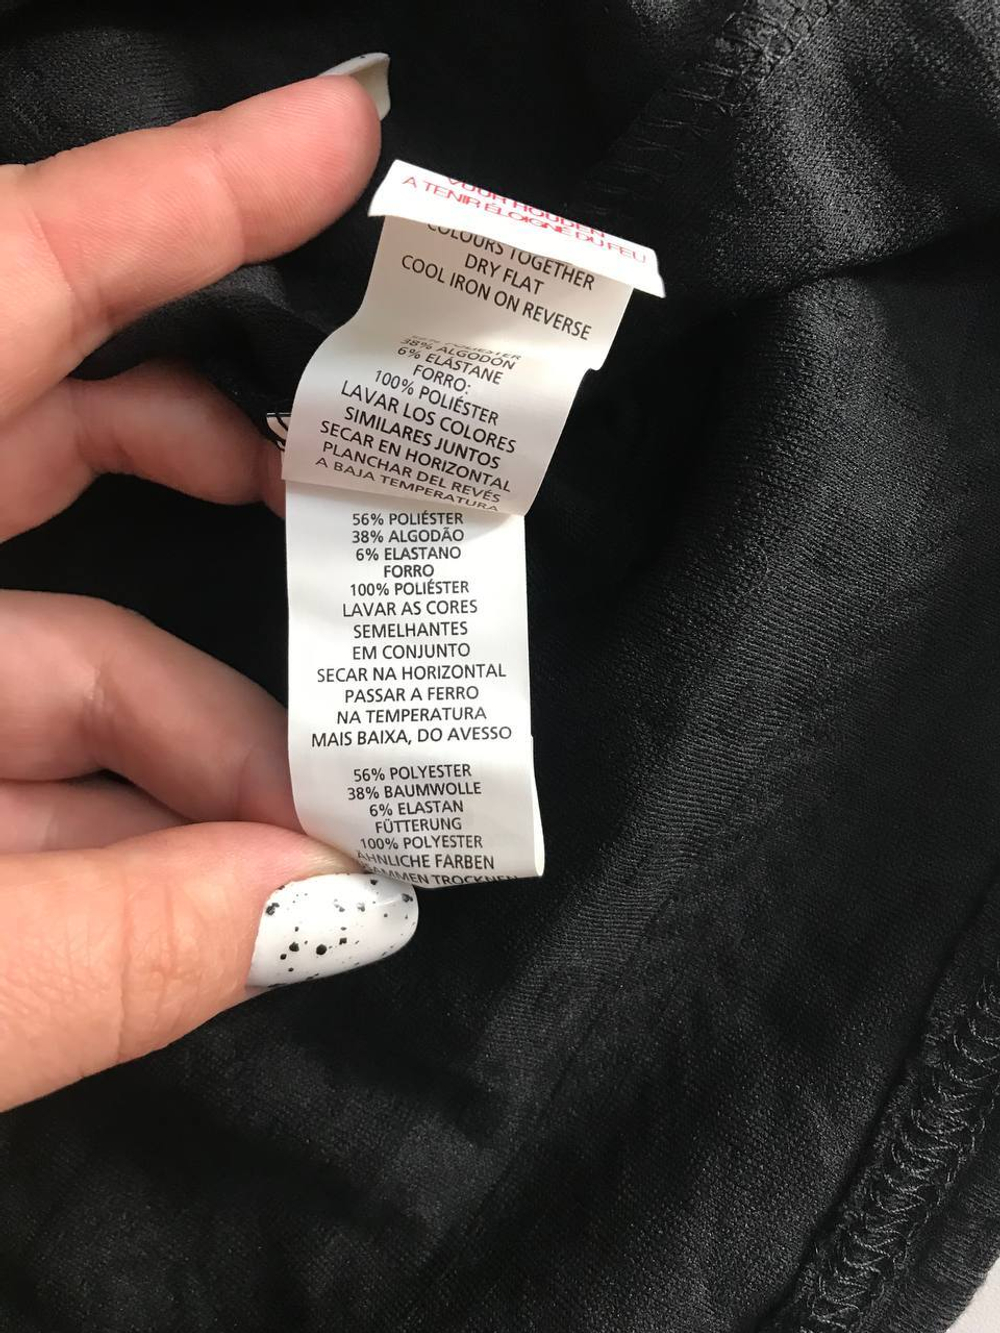 VOOR HOUDEN
A TENIR ÉLOIGNÉ DU FEU
COLOURS TOGETHER
DRY FLAT
COOL IRON ON REVERSE
38% ALGODÓN
6% ELASTANE
FORRO:
100% POLIÉSTER
LAVAR LOS COLORES
SIMILARES JUNTOS
SECAR EN HORIZONTAL
PLANCHAR DEL REVÉS
A BAJA TEMPERATURA
56% POLIÉSTER
38% ALGODÃO
6% ELASTANO
FORRO
100% POLIÉSTER
LAVAR AS CORES
SEMELHANTES
EM CONJUNTO
SECAR NA HORIZONTAL
PASSAR A FERRO
NA TEMPERATURA
MAIS BAIXA, DO AVESSO
56% POLYESTER
38% BAUMWOLLE
6% ELASTAN
FÜTTERUNG
100% POLYESTER
ÄHNLICHE FARBEN
TROCKNEN